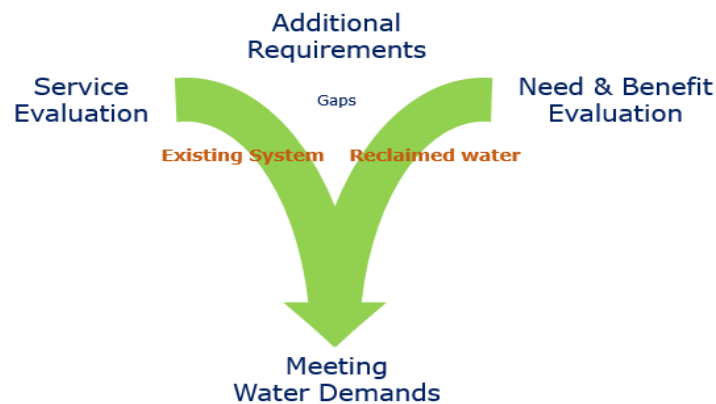 Additional
Requirements
Service
Evaluation
Gaps
Need & Benefit
Evaluation
Existing System
Reclaimed water
Meeting
Water Demands